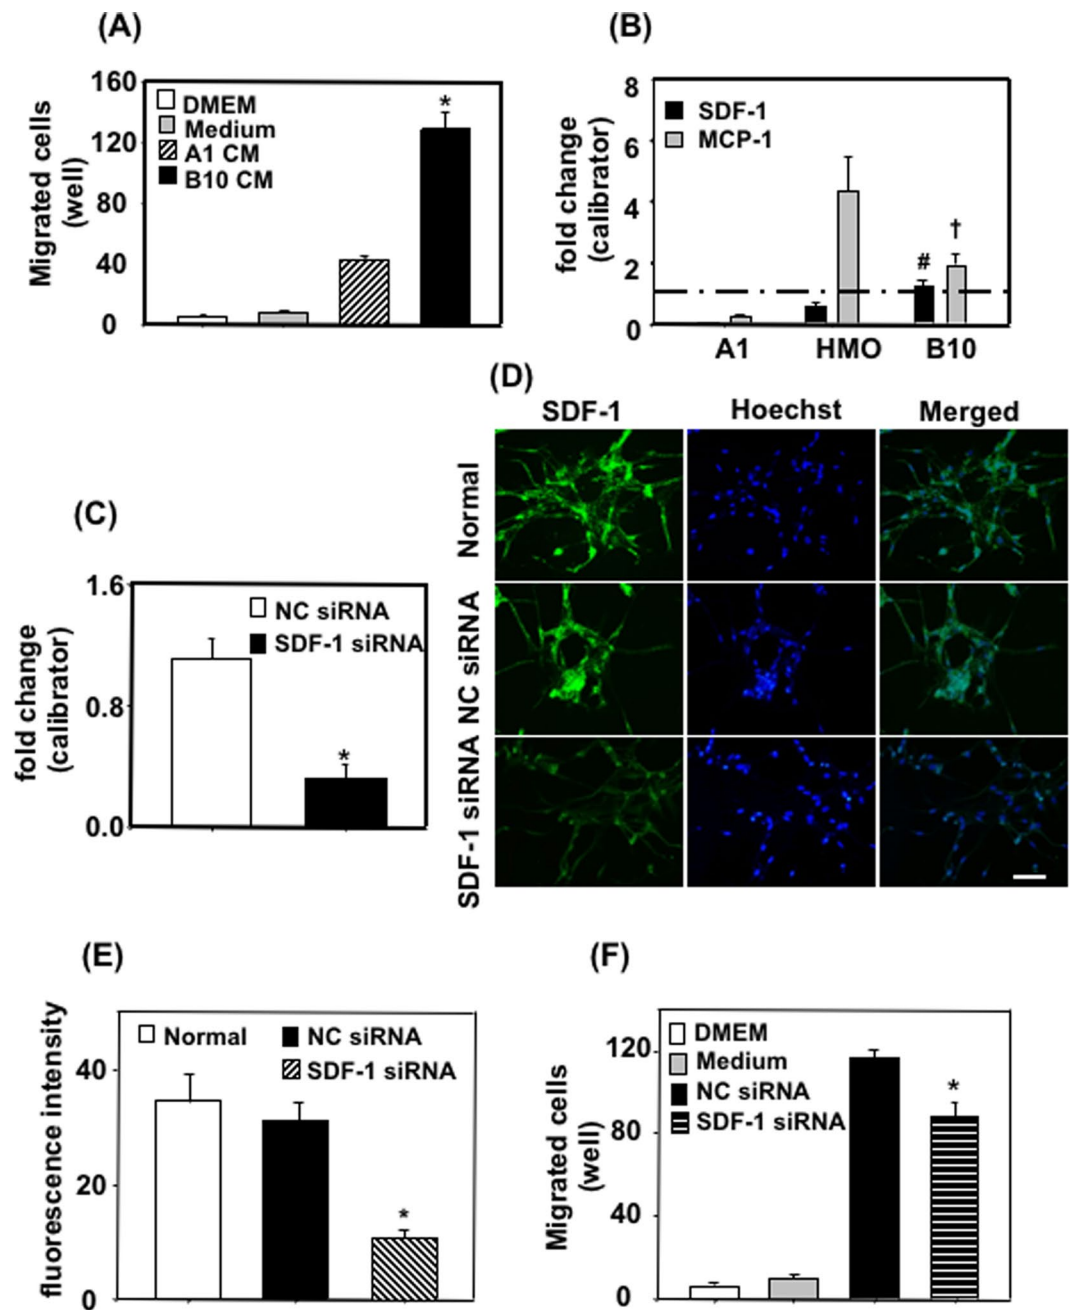 (A)
Migrated cells
(well)
160
120
80
40
0
DMEM
Medium
A1 CM
B10 CM
*
(B)
fold change
(calibrator)
8
6
4
2
0
SDF-1
MCP-1
#
†
A1 HMO B10
(C)
fold change
(calibrator)
1.6
0.8
0.0
NC siRNA
SDF-1 siRNA
*
(D)
SDF-1 Hoechst Merged
Normal
NC siRNA
SDF-1 siRNA
(E)
fluorescence intensity
40
20
0
Normal NC siRNA
SDF-1 siRNA
*
(F)
Migrated cells
(well)
120
80
40
0
DMEM
Medium
NC siRNA
SDF-1 siRNA
*